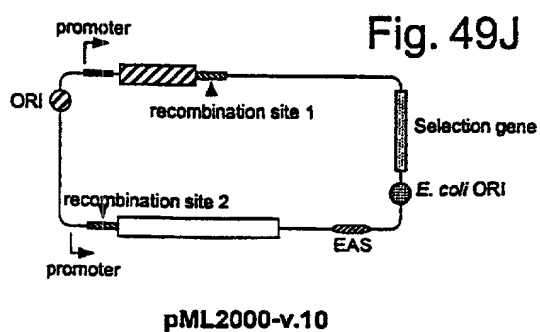 Fig. 49J
promoter
ORI
recombination site 1
Selection gene
E. coli ORI
recombination site 2
EAS
promoter
pML2000-v.10